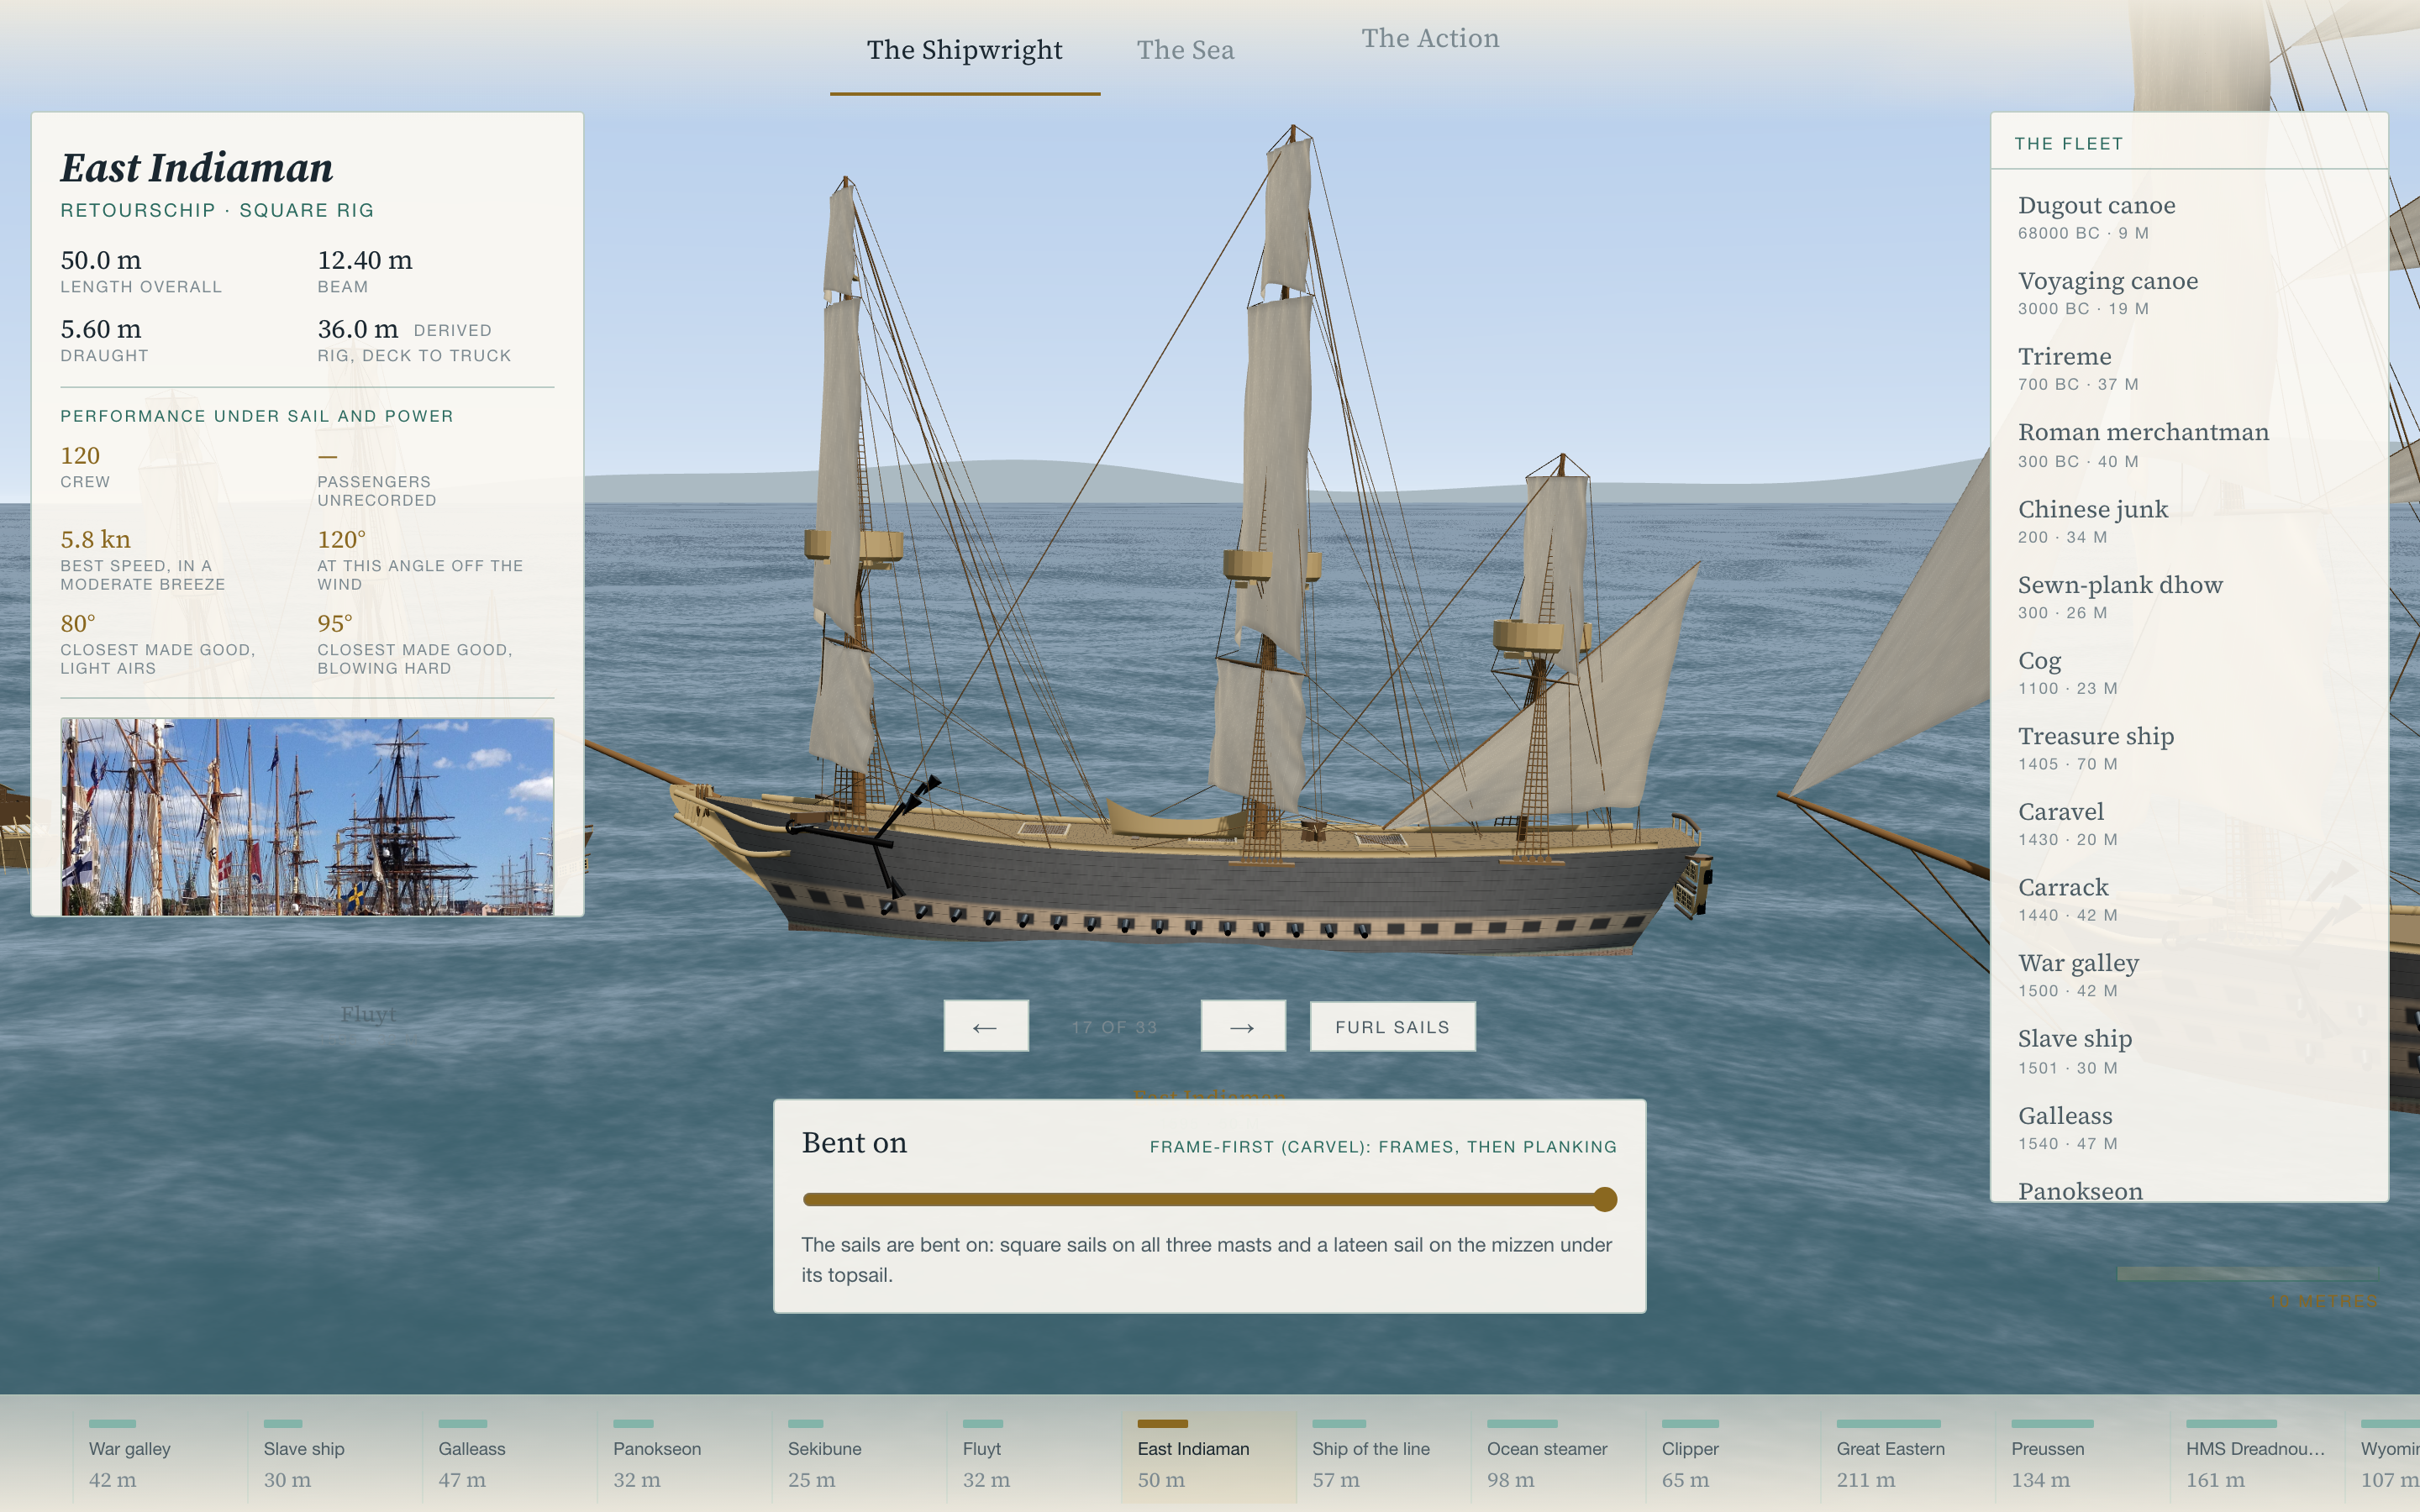 The Shipwright
The Sea
The Action
East Indiaman
RETOURSCHIP · SQUARE RIG
50.0 m
LENGTH OVERALL
12.40 m
BEAM
5.60 m
DRAUGHT
36.0 m DERIVED
RIG, DECK TO TRUCK
PERFORMANCE UNDER SAIL AND POWER
120
CREW
—
PASSENGERS
UNRECORDED
5.8 kn
BEST SPEED, IN A
MODERATE BREEZE
120°
AT THIS ANGLE OFF THE
WIND
80°
CLOSEST MADE GOOD,
LIGHT AIRS
95°
CLOSEST MADE GOOD,
BLOWING HARD
THE FLEET
Dugout canoe
68000 BC · 9 M
Voyaging canoe
3000 BC · 19 M
Trireme
700 BC · 37 M
Roman merchantman
300 BC · 40 M
Chinese junk
200 · 34 M
Sewn-plank dhow
300 · 26 M
Cog
1100 · 23 M
Treasure ship
1405 · 70 M
Caravel
1430 · 20 M
Carrack
1440 · 42 M
War galley
1500 · 42 M
Slave ship
1501 · 30 M
Galleass
1540 · 47 M
Panokseon
Fluyt
←
17 OF 33
→
FURL SAILS
East Indiaman
Bent on
FRAME-FIRST (CARVEL): FRAMES, THEN PLANKING
The sails are bent on: square sails on all three masts and a lateen sail on the mizzen under
its topsail.
10 METRES
War galley
42 m
Slave ship
30 m
Galleass
47 m
Panokseon
32 m
Sekibune
25 m
Fluyt
32 m
East Indiaman
50 m
Ship of the line
57 m
Ocean steamer
98 m
Clipper
65 m
Great Eastern
211 m
Preussen
134 m
HMS Dreadnou…
161 m
Wyomin
107 m